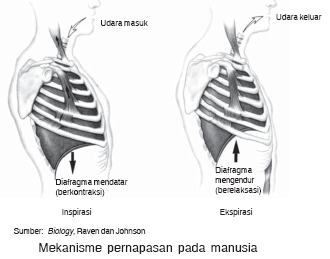 Udara masuk
Udara keluar
Diafragma mendatar
(berkontraksi)
Diafragma
mengendur
(berelaksasi)
Inspirasi
Ekspirasi
Sumber: Biology, Raven dan Johnson
Mekanisme pernapasan pada manusia